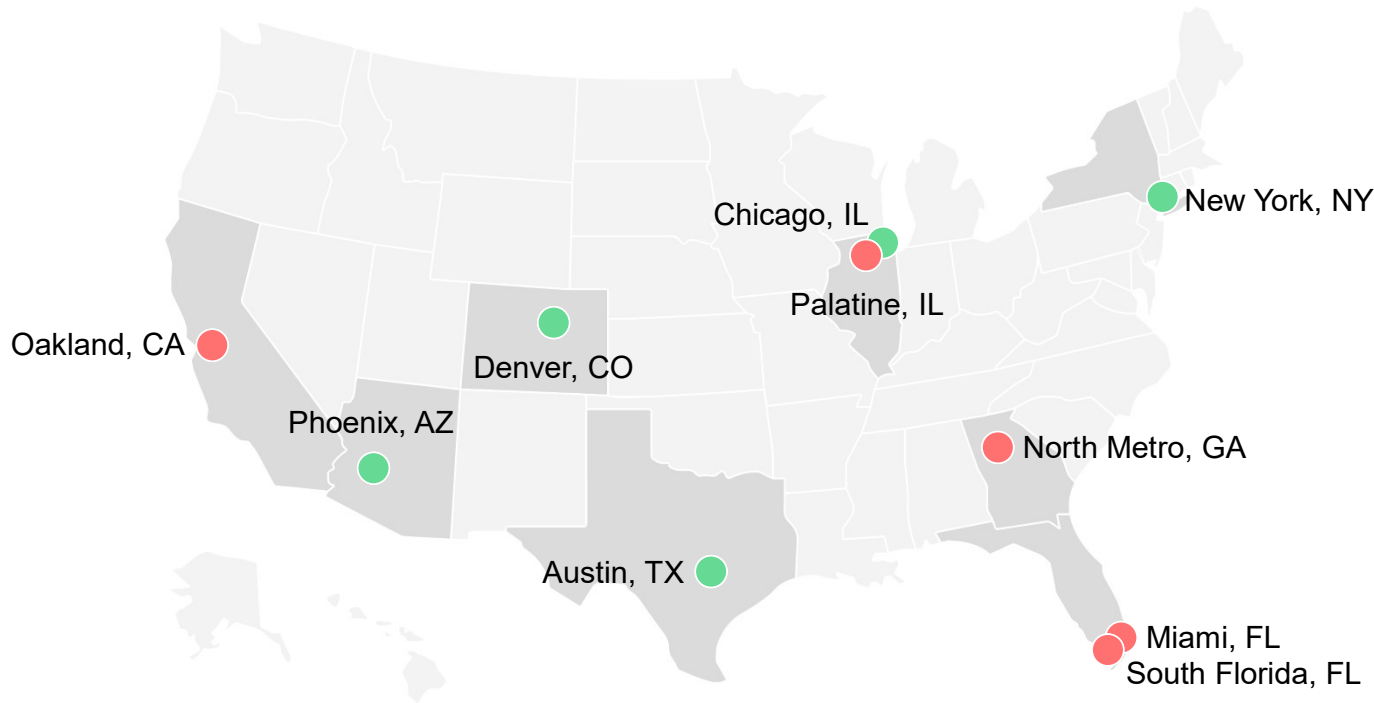 New York, NY
Chicago, IL
Palatine, IL
Oakland, CA
Denver, CO
Phoenix, AZ
North Metro, GA
Austin, TX
Miami, FL
South Florida, FL